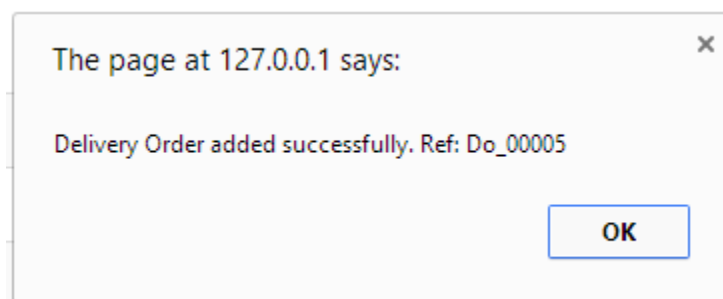 The page at 127.0.0.1 says:
Delivery Order added successfully. Ref: Do_00005
OK